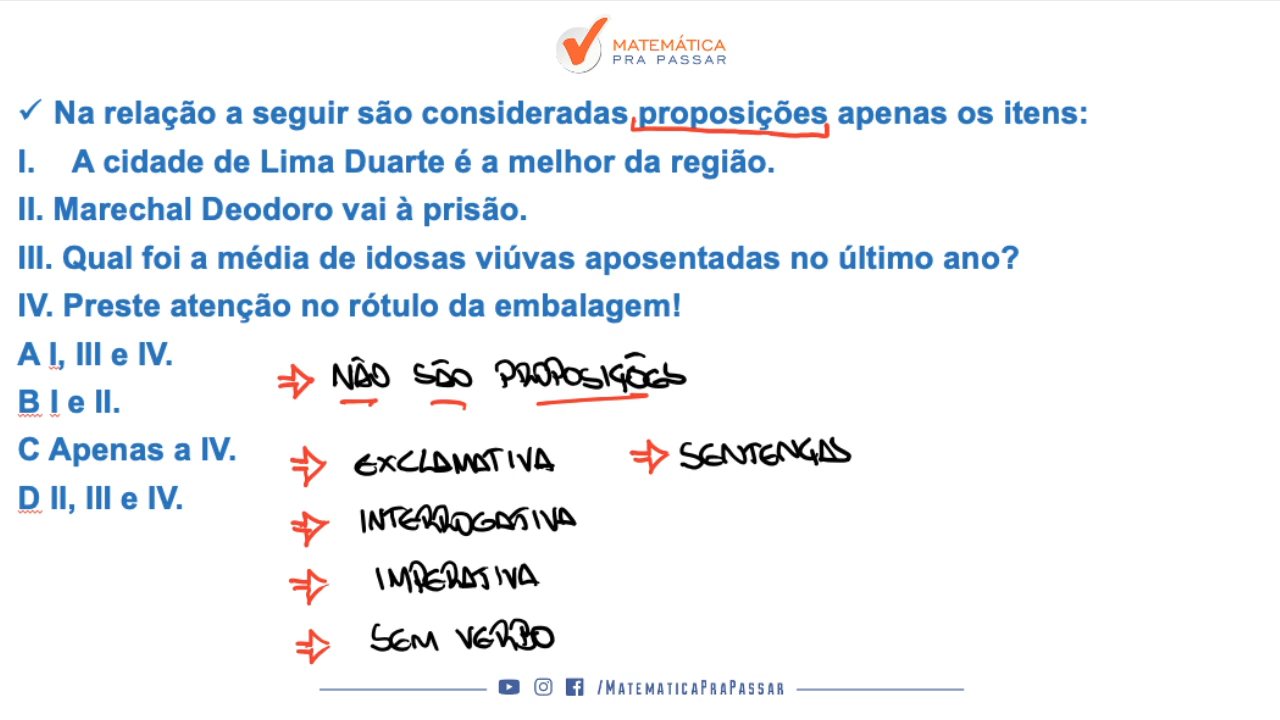 MATEMÁTICA
PRA PASSAR
✓ Na relação a seguir são consideradas proposições apenas os itens:
I. A cidade de Lima Duarte é a melhor da região.
II. Marechal Deodoro vai à prisão.
III. Qual foi a média de idosas viúvas aposentadas no último ano?
IV. Preste atenção no rótulo da embalagem!
A I, III e IV.
⇒ NÃO SÃO PROPOSIÇÕES
B I e II.
C Apenas a IV.
⇒ EXCLAMATIVA ⇒ SENTENÇAS
D II, III e IV.
⇒ INTERROGATIVA
⇒ IMPERATIVA
⇒ SEM VERBO
/MATEMATICAPRAPASSAR